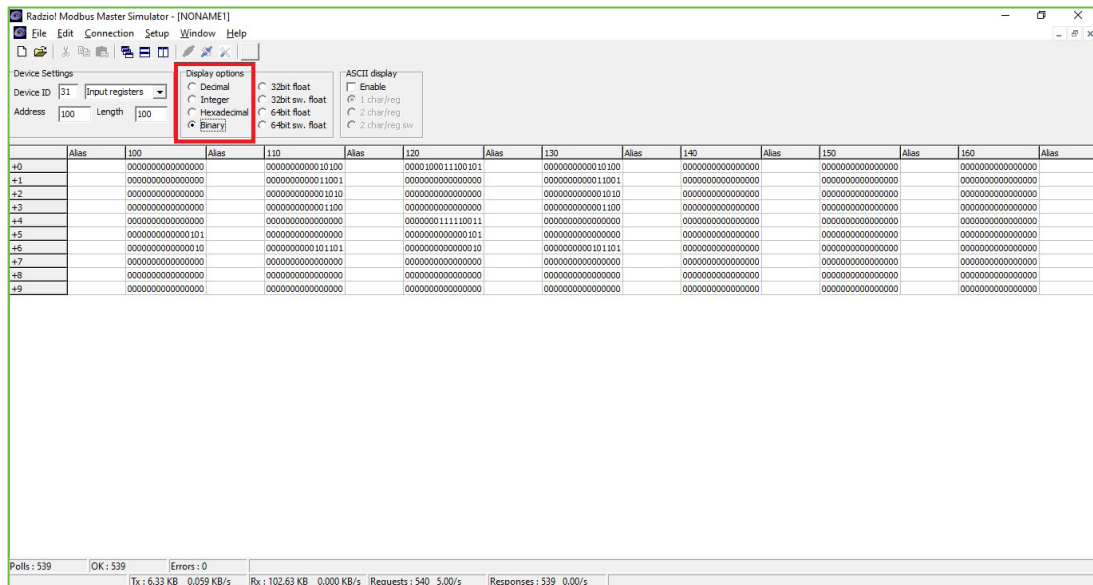 Radzio! Modbus Master Simulator - [NONAME1]
File Edit Connection Setup Window Help
Device Settings Display options ASCII display
Device ID 31 Input registers Decimal 32bit float Enable
Integer 32bit sw. float 1 char/reg
Address 100 Length 100 Hexadecimal 64bit float 2 char/reg
Binary 64bit sw. float 2 char/reg sw
Alias 100 Alias 110 Alias 120 Alias 130 Alias 140 Alias 150 Alias 160 Alias
+0 0000000000000000 0000000000010100 0000100011100101 0000000000010100 0000000000000000 0000000000000000 0000000000000000
+1 0000000000000000 0000000000011001 0000000000000000 0000000000011001 0000000000000000 0000000000000000 0000000000000000
+2 0000000000000000 0000000000001010 0000000000000000 0000000000001010 0000000000000000 0000000000000000 0000000000000000
+3 0000000000000000 0000000000001100 0000000000000000 0000000000001100 0000000000000000 0000000000000000 0000000000000000
+4 0000000000000000 0000000000000000 0000000111110011 0000000000000000 0000000000000000 0000000000000000 0000000000000000
+5 0000000000000101 0000000000000000 0000000000000101 0000000000000000 0000000000000000 0000000000000000 0000000000000000
+6 0000000000000010 0000000000101101 0000000000000010 0000000000101101 0000000000000000 0000000000000000 0000000000000000
+7 0000000000000000 0000000000000000 0000000000000000 0000000000000000 0000000000000000 0000000000000000 0000000000000000
+8 0000000000000000 0000000000000000 0000000000000000 0000000000000000 0000000000000000 0000000000000000 0000000000000000
+9 0000000000000000 0000000000000000 0000000000000000 0000000000000000 0000000000000000 0000000000000000 0000000000000000
Polls : 539 OK : 539 Errors : 0
Tx : 6.33 KB 0.059 KB/s Rx : 102.63 KB 0.000 KB/s Requests : 540 5.00/s Responses : 539 0.00/s